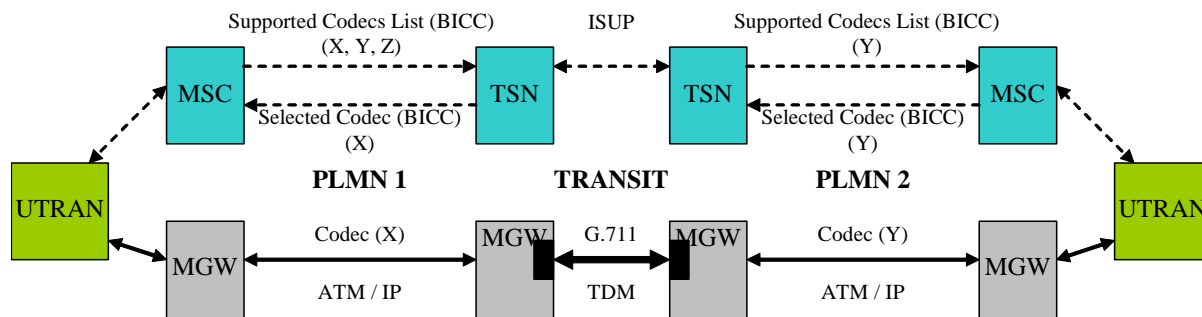 Supported Codecs List (BICC)
(X, Y, Z)
ISUP
Supported Codecs List (BICC)
(Y)
MSC
TSN
TSN
MSC
Selected Codec (BICC)
(X)
Selected Codec (BICC)
(Y)
PLMN 1
TRANSIT
PLMN 2
UTRAN
UTRAN
MGW
Codec (X)
ATM / IP
MGW
G.711
TDM
MGW
Codec (Y)
ATM / IP
MGW